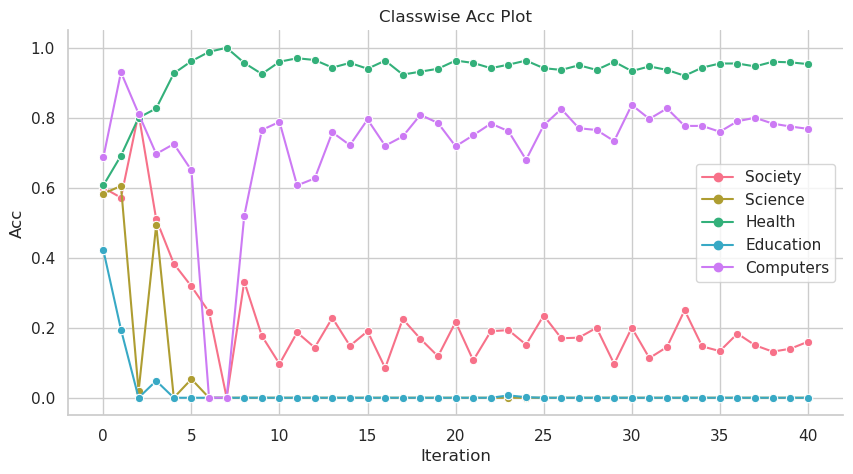 Classwise Acc Plot
1.0
0.8
0.6
0.4
0.2
0.0
Acc
Society
Science
Health
Education
Computers
0 5 10 15 20 25 30 35 40
Iteration